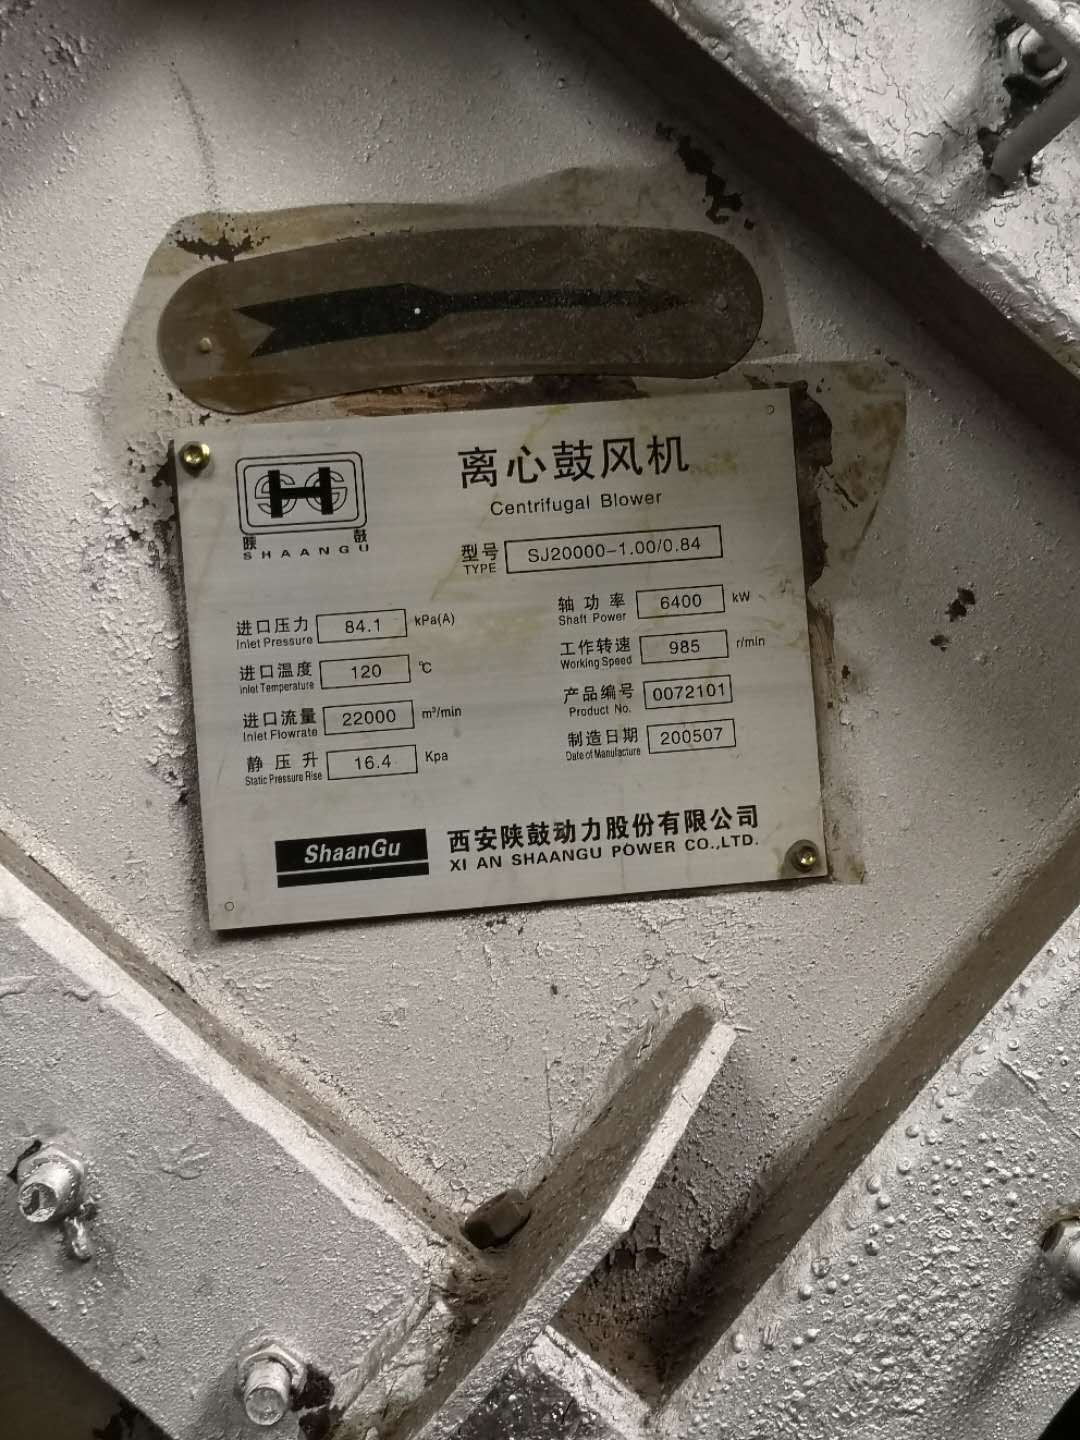 离心鼓风机
Centrifugal Blower
陕鼓
SHAANGU
型号 SJ20000-1.00/0.84
TYPE
进口压力 84.1 kPa(A)
Inlet Pressure
进口温度 120 ℃
Inlet Temperature
进口流量 22000 m³/min
Inlet Flowrate
静压升 16.4 Kpa
Static Pressure Rise
轴功率 6400 kW
Shaft Power
工作转速 985 r/min
Working Speed
产品编号 0072101
Product No.
制造日期 200507
Date of Manufacture
ShaanGu
西安陕鼓动力股份有限公司
XI AN SHAANGU POWER CO.,LTD.